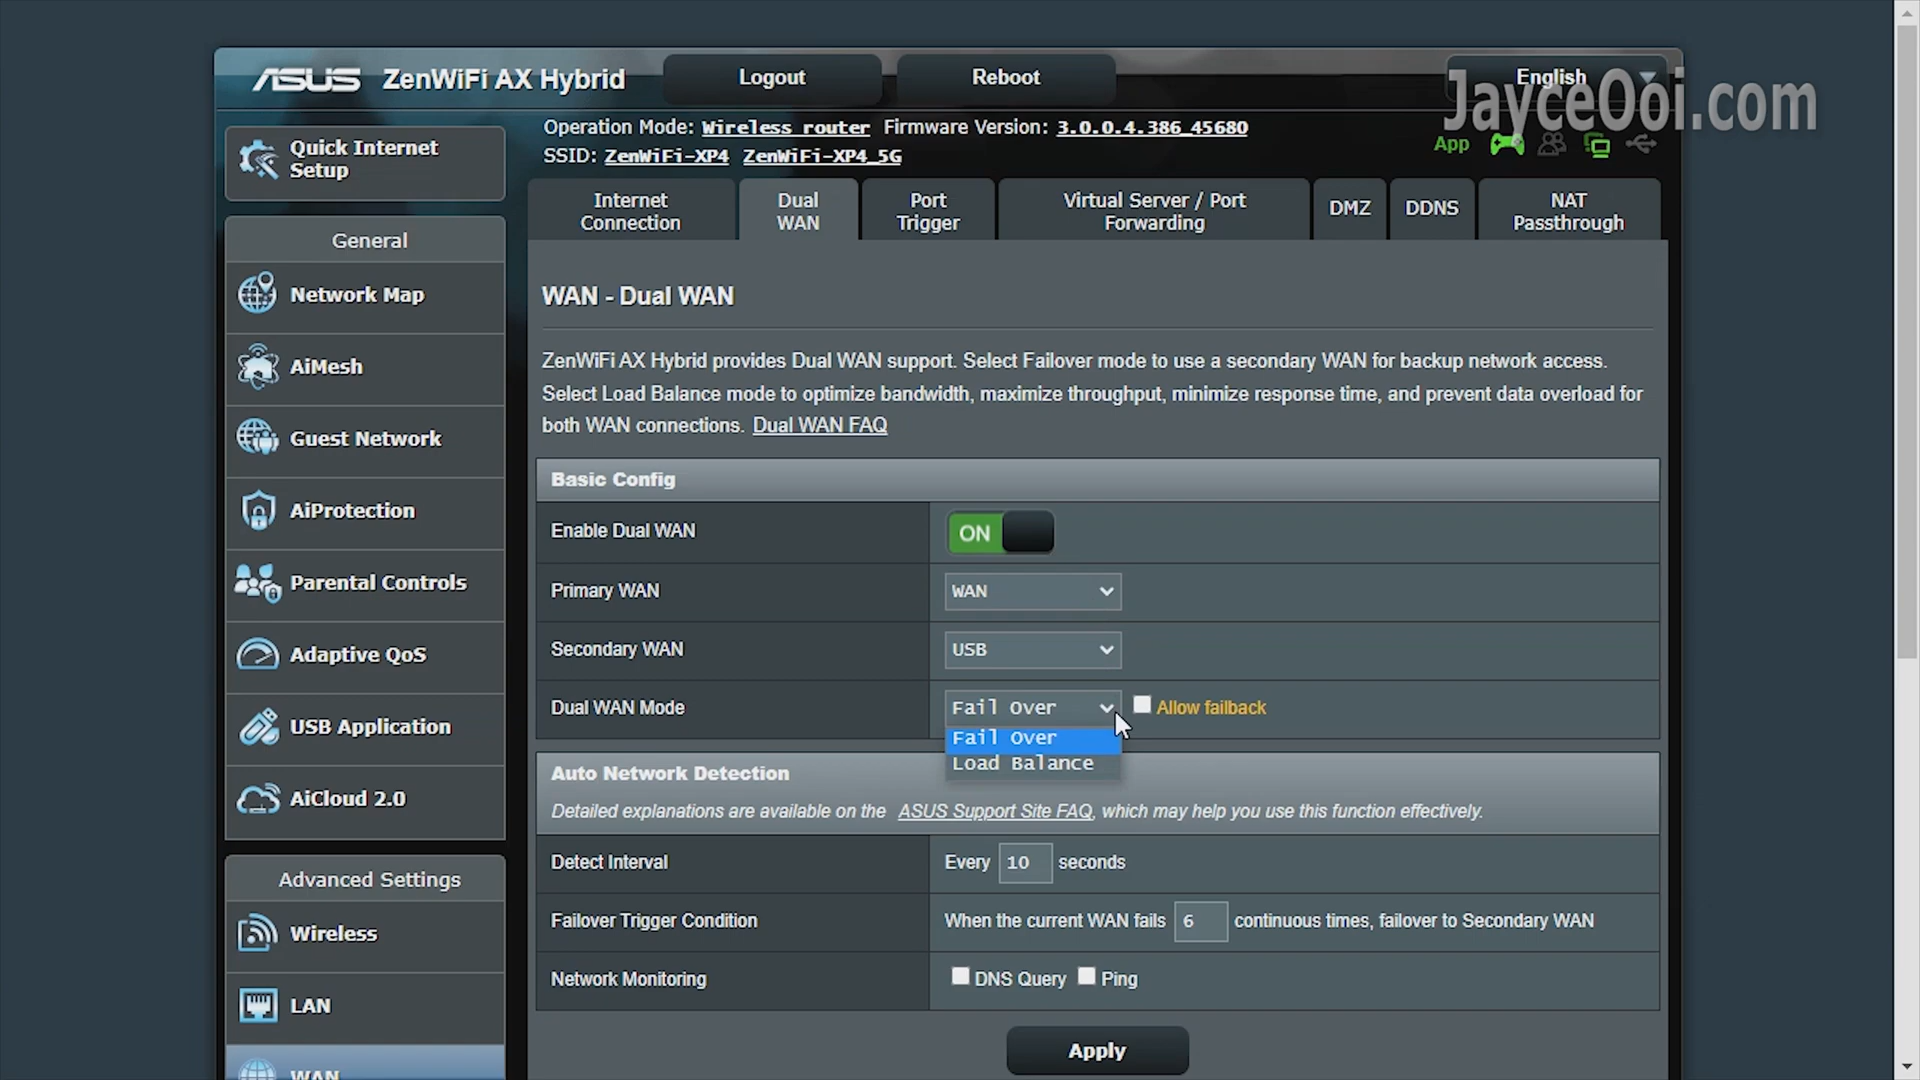 ASUS ZenWiFi AX Hybrid Logout Reboot English
JayceOoi.com
Operation Mode: Wireless router Firmware Version: 3.0.0.4.386_45680
SSID: ZenWiFi-XP4 ZenWiFi-XP4_5G
App
Quick Internet
Setup
General
Network Map
AiMesh
Guest Network
AiProtection
Parental Controls
Adaptive QoS
USB Application
AiCloud 2.0
Advanced Settings
Wireless
LAN
WAN
Internet
Connection
Dual
WAN
Port
Trigger
Virtual Server / Port
Forwarding
DMZ
DDNS
NAT
Passthrough
WAN - Dual WAN
ZenWiFi AX Hybrid provides Dual WAN support. Select Failover mode to use a secondary WAN for backup network access.
Select Load Balance mode to optimize bandwidth, maximize throughput, minimize response time, and prevent data overload for
both WAN connections. Dual WAN FAQ
Basic Config
Enable Dual WAN ON
Primary WAN WAN
Secondary WAN USB
Dual WAN Mode Fail Over Allow failback
Fail Over
Load Balance
Auto Network Detection
Detailed explanations are available on the ASUS Support Site FAQ, which may help you use this function effectively.
Detect Interval Every 10 seconds
Failover Trigger Condition When the current WAN fails 6 continuous times, failover to Secondary WAN
Network Monitoring DNS Query Ping
Apply